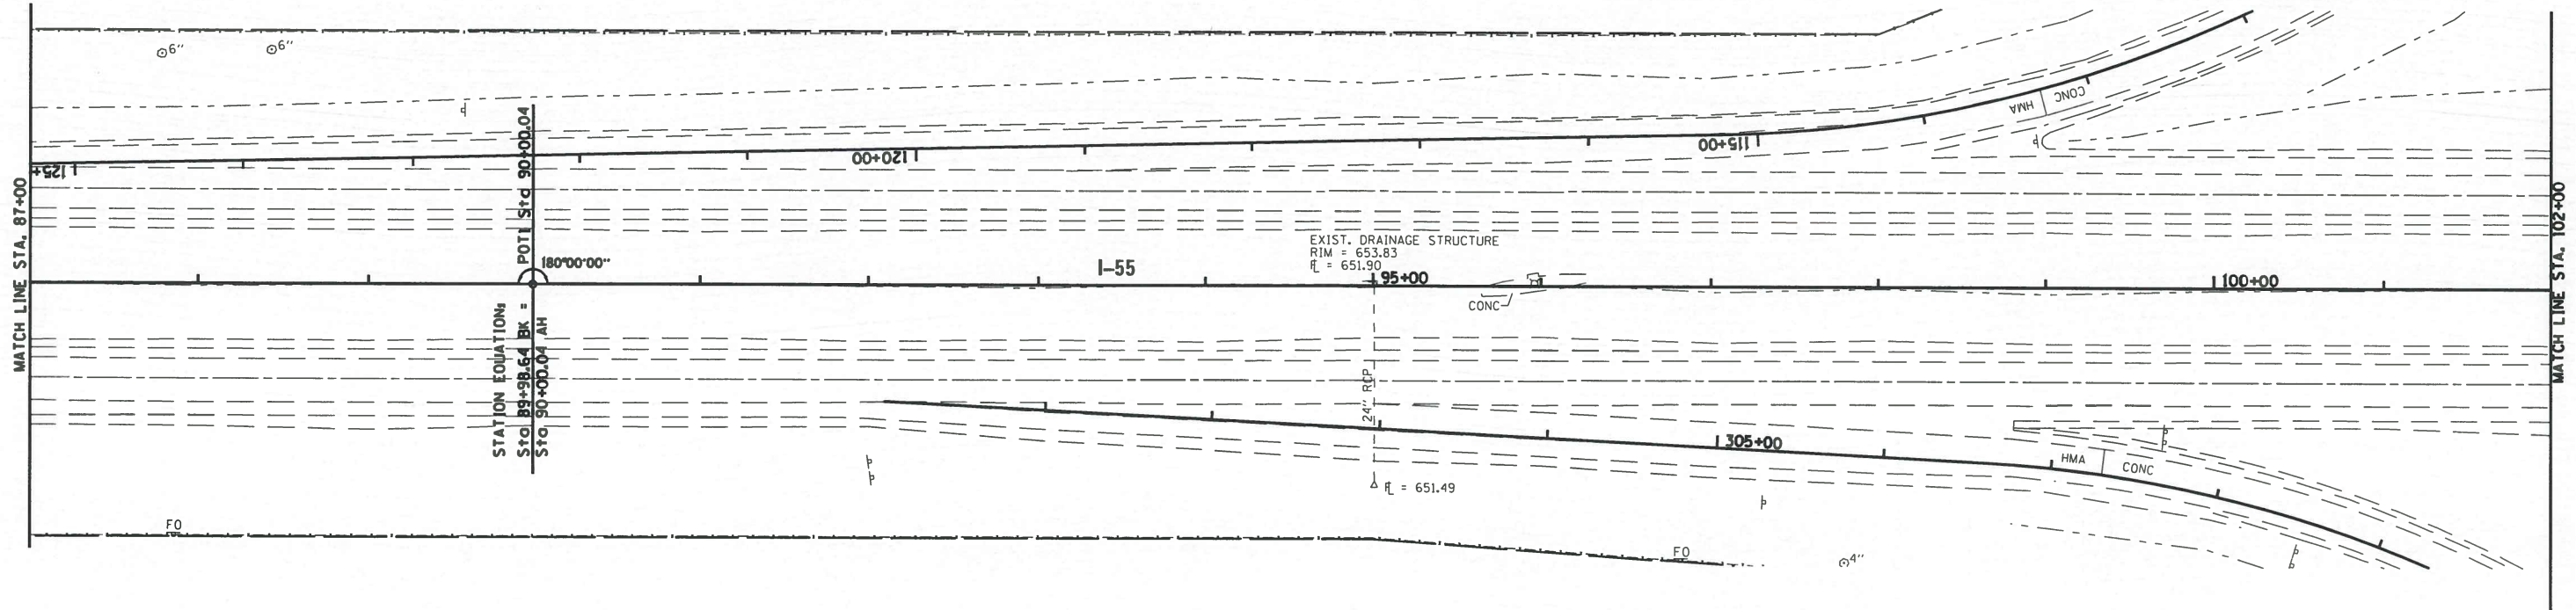 6"
6"
MATCH LINE STA. 87+00
125+
POT1 Sta 90+00.04
180°00'00"
STATION EQUATION:
Sta 89+98.64 BK =
Sta 90+00.04 AH
120+00
115+00
HMA
CONC
I-55
EXIST. DRAINAGE STRUCTURE
RIM = 653.83
FL = 651.90
95+00
CONC
100+00
24" RCP
FL = 651.49
305+00
HMA
CONC
FO
FO
4"
MATCH LINE STA. 102+00